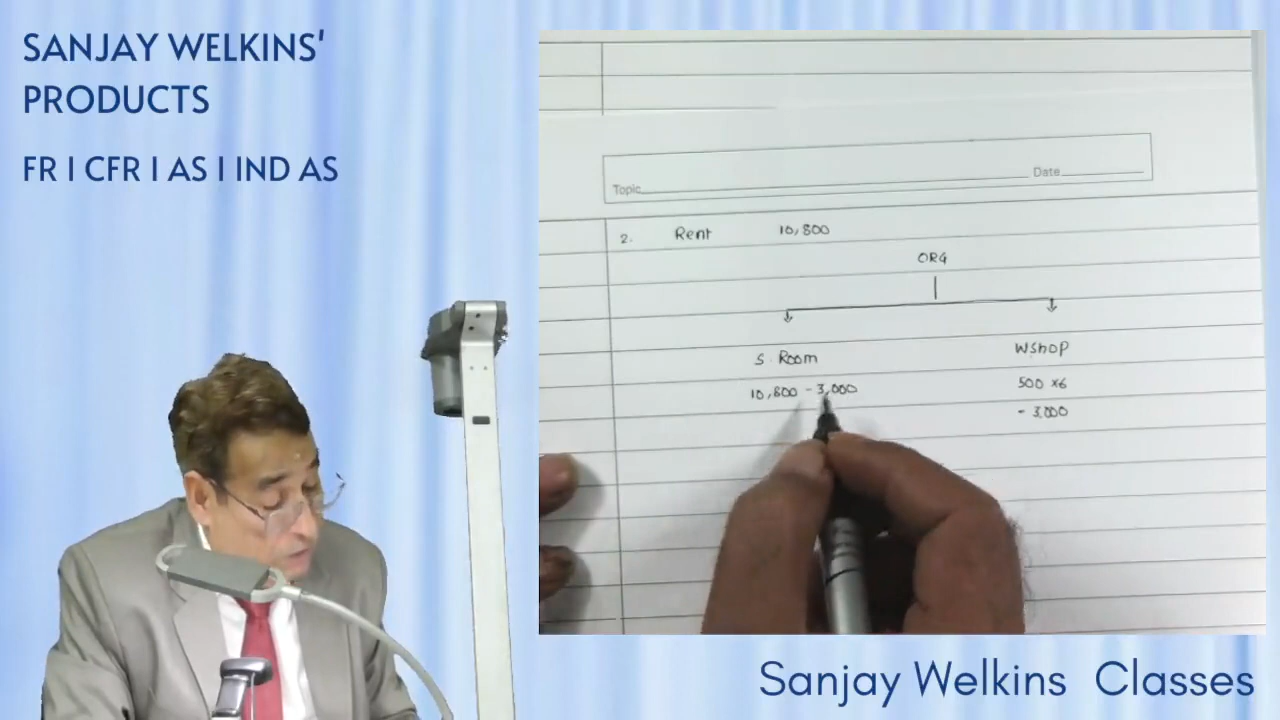 SANJAY WELKINS'
PRODUCTS
FR I CFR I AS I IND AS
Topic
Date
2. Rent 10,800
ORG
S. Room
WShop
10,800 - 3,000
500 x6
- 3,000
Sanjay Welkins Classes